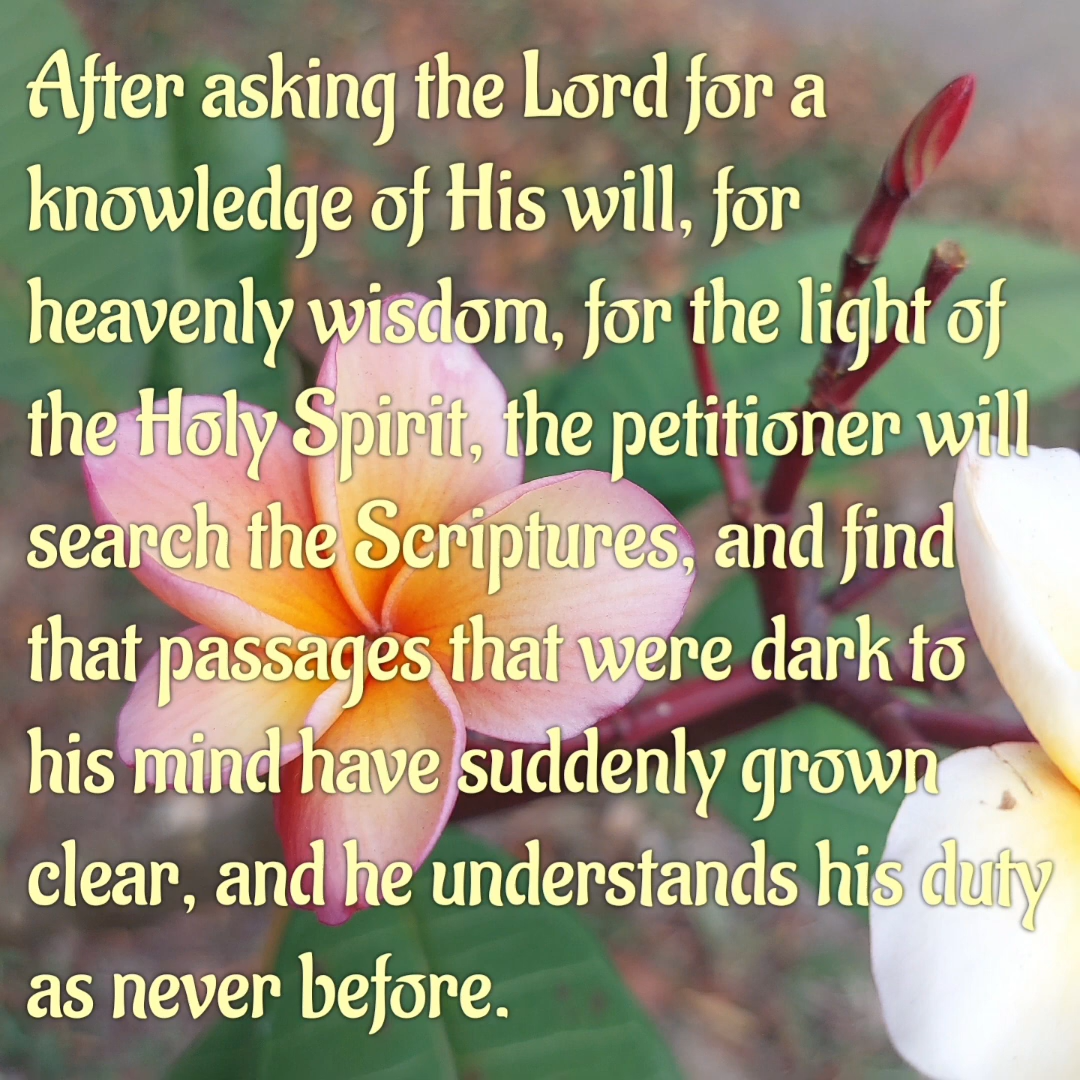 After asking the Lord for a
knowledge of His will, for
heavenly wisdom, for the light of
the Holy Spirit, the petitioner will
search the Scriptures, and find
that passages that were dark to
his mind have suddenly grown
clear, and he understands his duty
as never before.